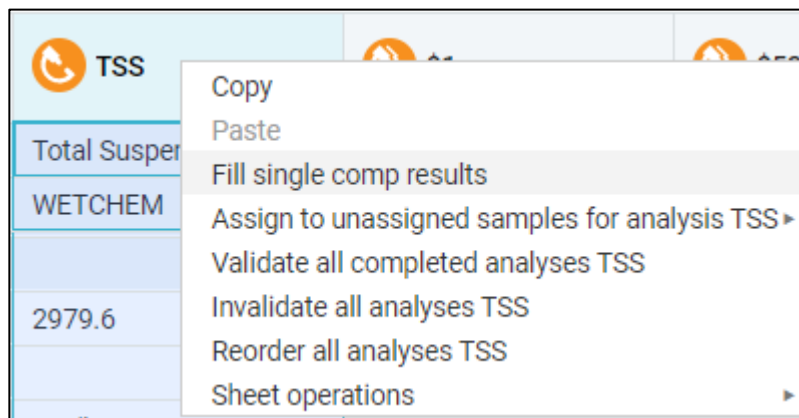 TSS
Copy
Paste
Total Susper
Fill single comp results
WETCHEM
Assign to unassigned samples for analysis TSS
Validate all completed analyses TSS
2979.6
Invalidate all analyses TSS
Reorder all analyses TSS
Sheet operations